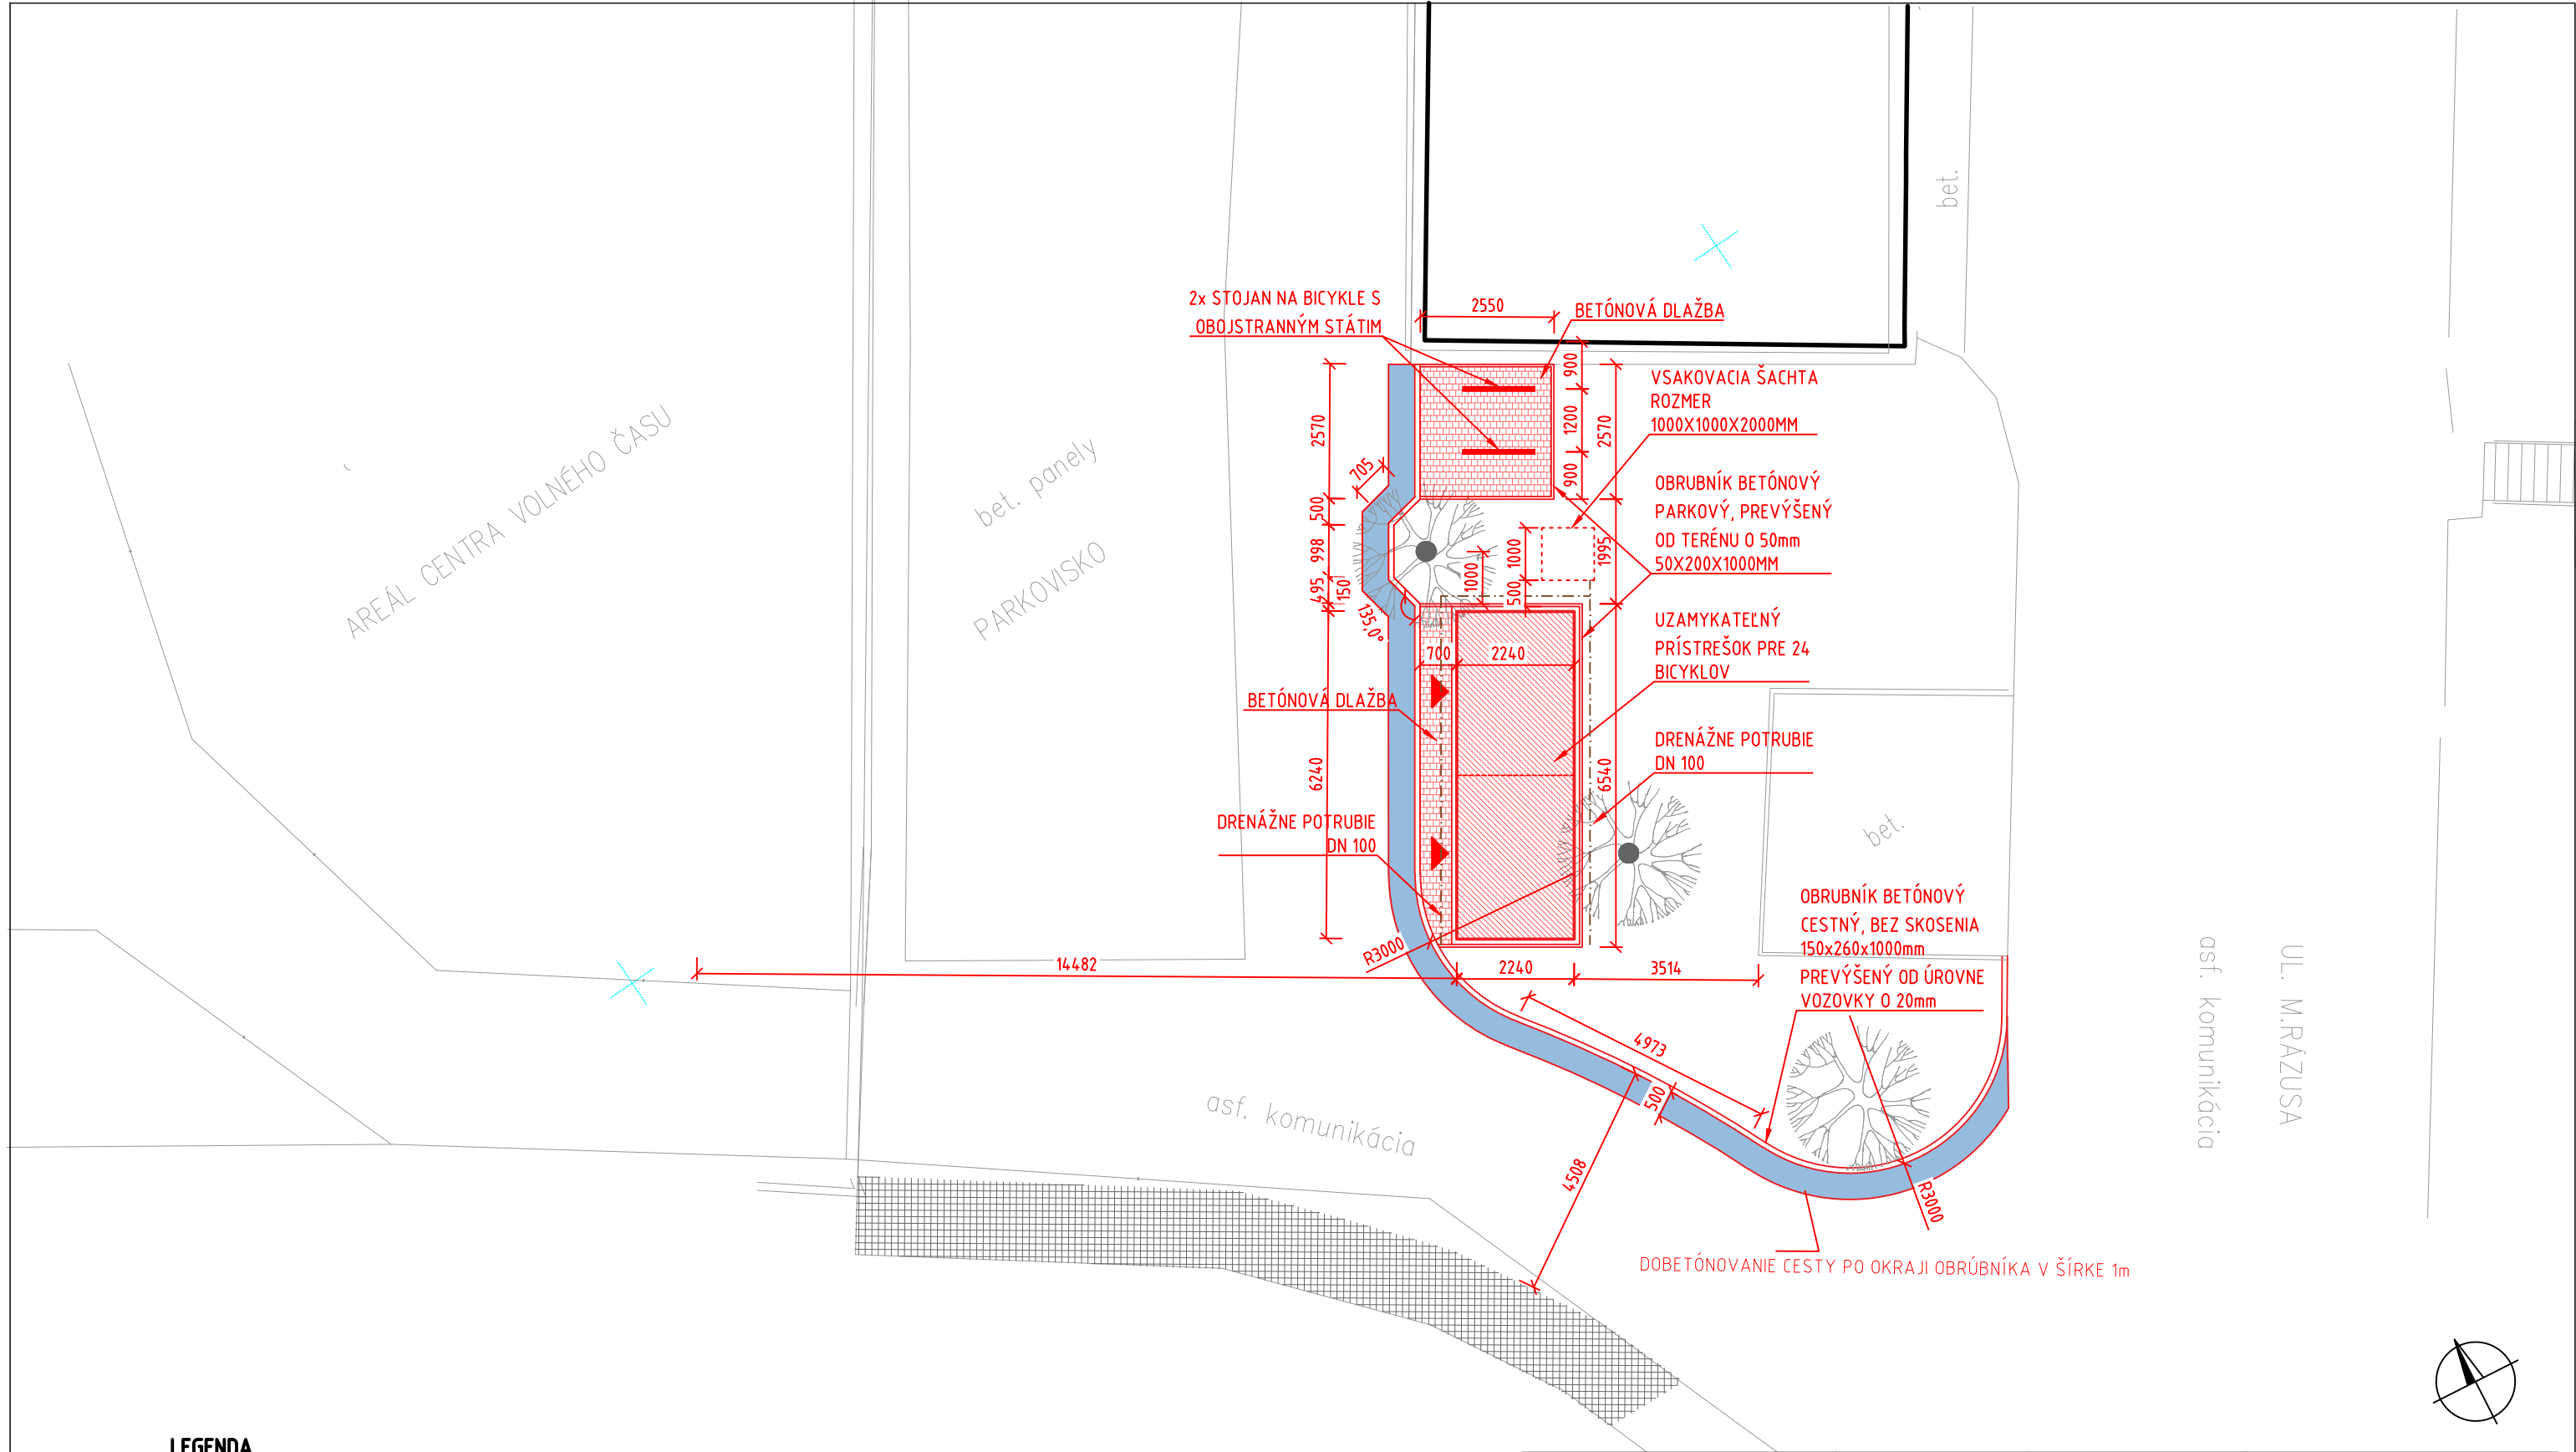 bet.
2x STOJAN NA BICYKLE S
OBOJSTRANNÝM STÁTIM
2550
BETÓNOVÁ DLAŽBA
900
1200
900
2570
2570
VSAKOVACIA ŠACHTA
ROZMER
1000X1000X2000MM
AREÁL CENTRA VOLNÉHO ČASU
bet. panely
PARKOVISKO
705
500
998
495
150
135,0°
1000
1000
500
1995
OBRUBNÍK BETÓNOVÝ
PARKOVÝ, PREVÝŠENÝ
OD TERÉNU O 50mm
50X200X1000MM
UZAMYKATEĽNÝ
PRÍSTREŠOK PRE 24
BICYKLOV
700
2240
BETÓNOVÁ DLAŽBA
6240
6540
DRENÁŽNE POTRUBIE
DN 100
DRENÁŽNE POTRUBIE
DN 100
bet.
R3000
14482
2240
3514
OBRUBNÍK BETÓNOVÝ
CESTNÝ, BEZ SKOSENIA
150x260x1000mm
PREVÝŠENÝ OD ÚROVNE
VOZOVKY O 20mm
4973
500
4508
R3000
asf. komunikácia
asf. komunikácia
UL. M.RÁZUSA
DOBETÓNOVANIE CESTY PO OKRAJI OBRÚBNÍKA V ŠÍRKE 1m
LEGENDA